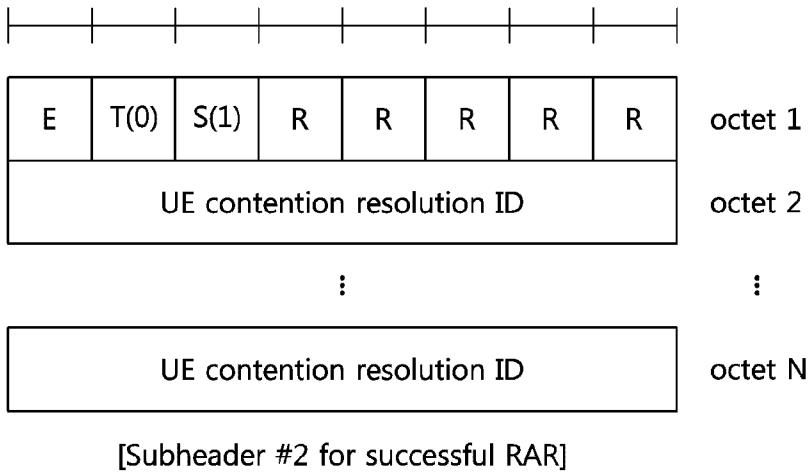 E T(0) S(1) R R R R R octet 1
UE contention resolution ID octet 2
⋮ ⋮
UE contention resolution ID octet N
[Subheader #2 for successful RAR]